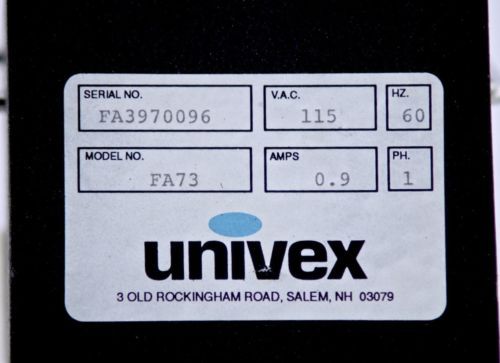 SERIAL NO. V.A.C. HZ.
FA3970096 115 60
MODEL NO. AMPS PH.
FA73 0.9 1
univex
3 OLD ROCKINGHAM ROAD, SALEM, NH 03079